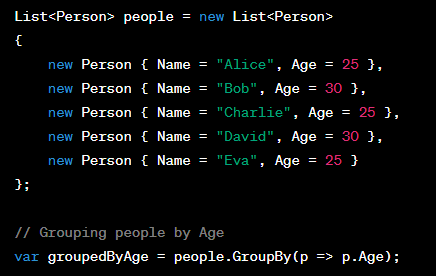 List<Person> people = new List<Person>
{
    new Person { Name = "Alice", Age = 25 },
    new Person { Name = "Bob", Age = 30 },
    new Person { Name = "Charlie", Age = 25 },
    new Person { Name = "David", Age = 30 },
    new Person { Name = "Eva", Age = 25 }
};

// Grouping people by Age
var groupedByAge = people.GroupBy(p => p.Age);